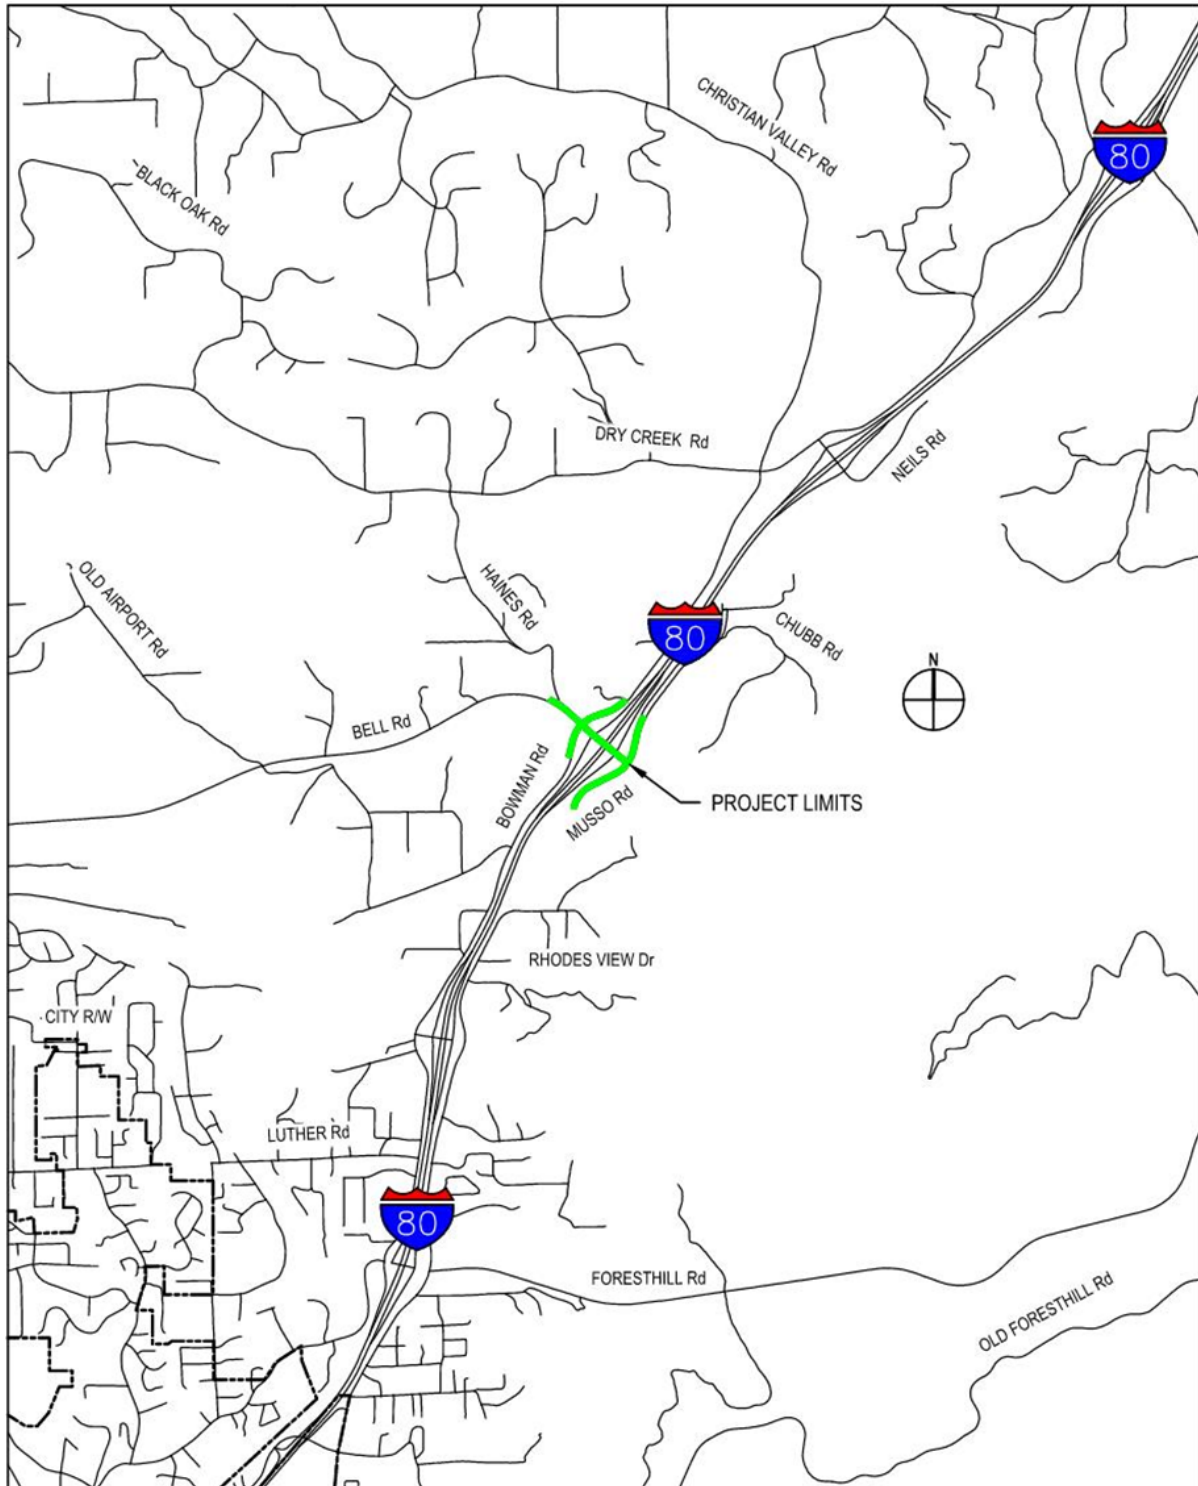 CHRISTIAN VALLEY Rd
80
BLACK OAK Rd
DRY CREEK Rd
NEILS Rd
OLD AIRPORT Rd
HAINES Rd
80
CHUBB Rd
N
BELL Rd
BOWMAN Rd
MUSSO Rd
PROJECT LIMITS
RHODES VIEW Dr
CITY R/W
LUTHER Rd
80
FORESTHILL Rd
OLD FORESTHILL Rd